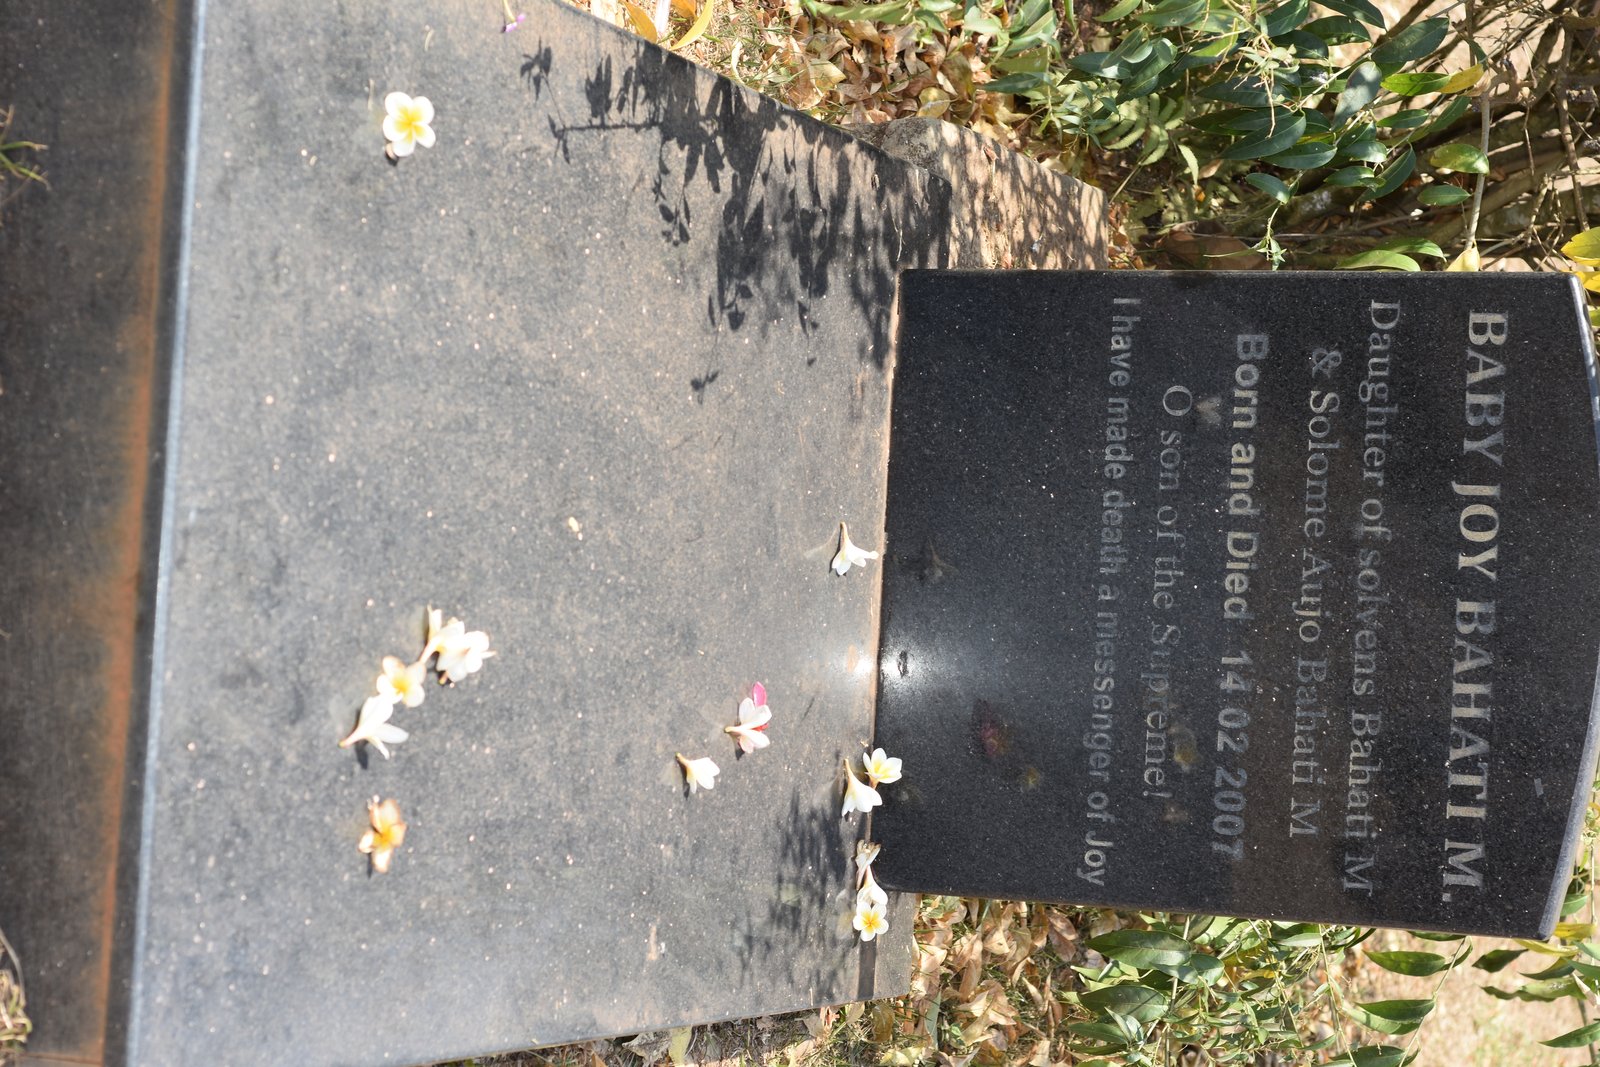 BABY JOY BAHATI M.
Daughter of solvens Bahati M
& Solome Aujo Bahati M
Born and Died 14 02 2007
O son of the Supreme!
I have made death a messenger of Joy